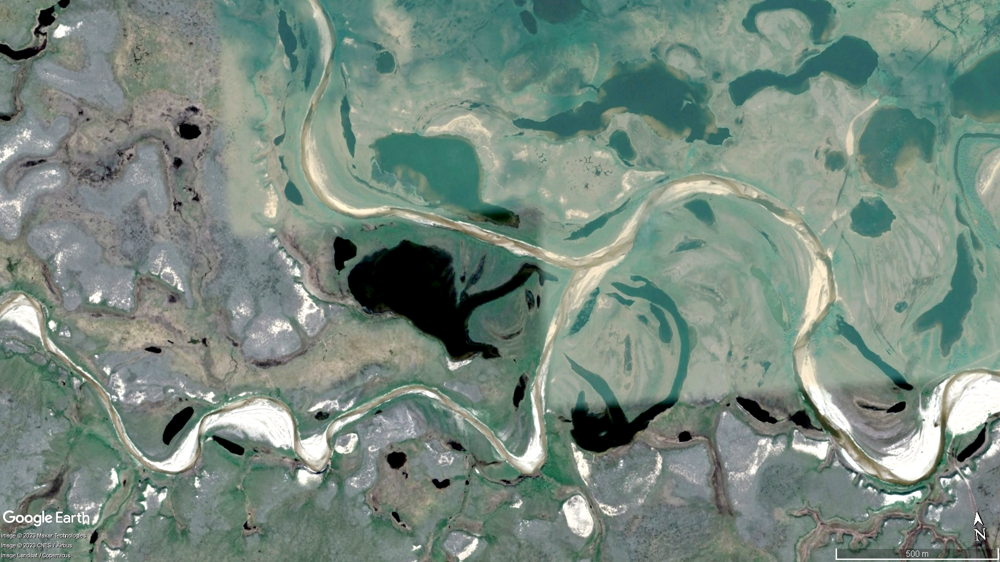 Google Earth
Image © 2023 Maxar Technologies
Image © 2023 CNES / Airbus
Image Landsat / Copernicus
N
500 m